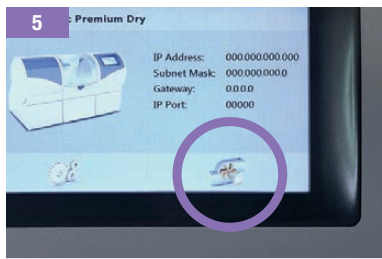 5
Premium Dry
IP Address: 000.000.000.000
Subnet Mask: 000.000.000.0
Gateway: 0.0.0.0
IP Port: 00000